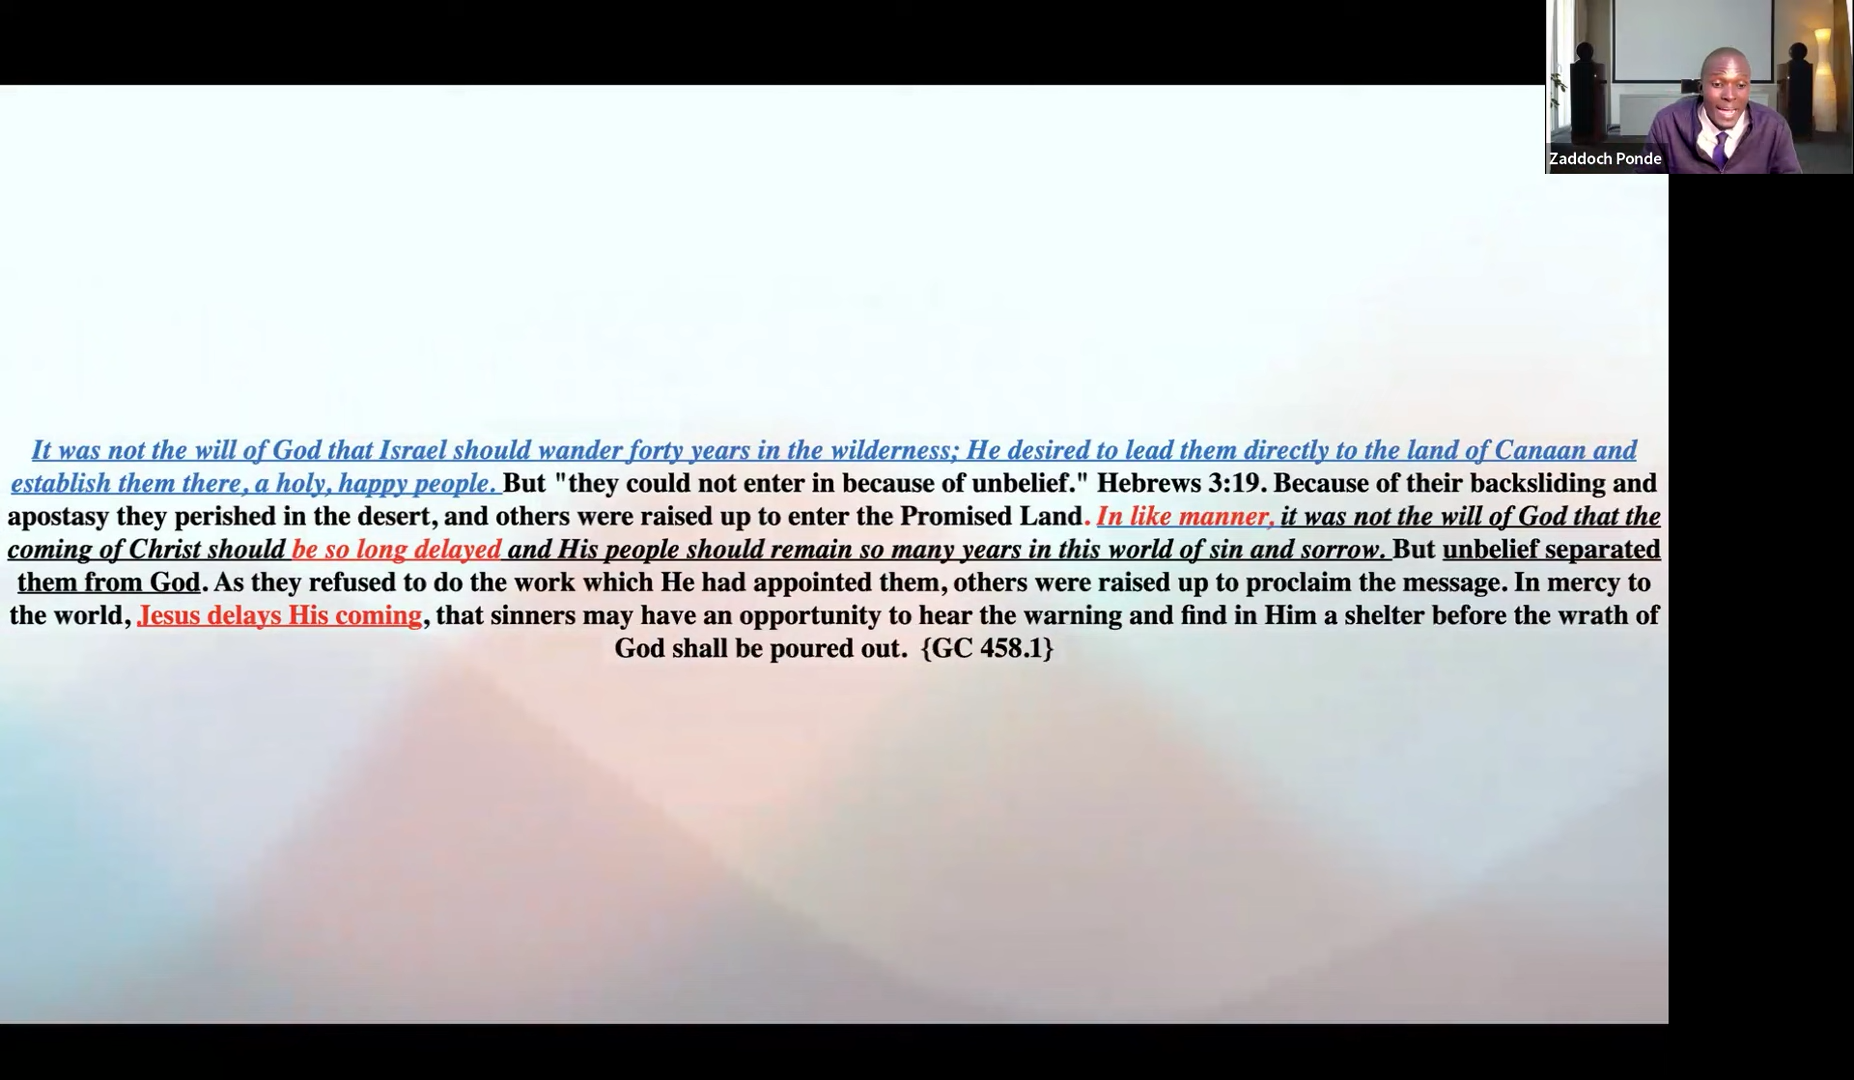 Zaddoch Ponde
It was not the will of God that Israel should wander forty years in the wilderness; He desired to lead them directly to the land of Canaan and
establish them there, a holy, happy people. But "they could not enter in because of unbelief." Hebrews 3:19. Because of their backsliding and
apostasy they perished in the desert, and others were raised up to enter the Promised Land. In like manner, it was not the will of God that the
coming of Christ should be so long delayed and His people should remain so many years in this world of sin and sorrow. But unbelief separated
them from God. As they refused to do the work which He had appointed them, others were raised up to proclaim the message. In mercy to
the world, Jesus delays His coming, that sinners may have an opportunity to hear the warning and find in Him a shelter before the wrath of
God shall be poured out. {GC 458.1}